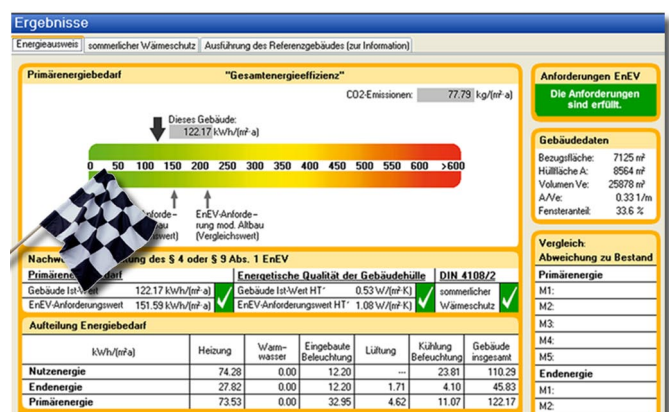 Ergebnisse
Energieausweis sommerlicher Wärmeschutz Ausführung des Referenzgebäudes (zur Information)
Primärenergiebedarf "Gesamtenergieeffizienz"
CO2-Emissionen: 77.79 kg/(m² a)
Dieses Gebäude:
122.17 kWh/(m² a)
0 50 100 150 200 250 300 350 400 450 500 550 600 >600
EnEV-Anforde-
rung mod. Altbau
(Vergleichswert)
des § 4 oder § 9 Abs. 1 EnEV
Energetische Qualität der Gebäudehülle DIN 4108/2
Gebäude Ist-Wert 122.17 kWh/(m² a) Gebäude Ist-Wert HT' 0.53 W/(m² K) sommerlicher
EnEV-Anforderungswert 151.59 kWh/(m² a) EnEV-Anforderungswert HT' 1.08 W/(m² K) Wärmeschutz
Aufteilung Energiebedarf
kWh/(m²a) Heizung Warm-wasser Eingebaute Beleuchtung Lüftung Kühlung Befeuchtung Gebäude insgesamt
Nutzenergie 74.28 0.00 12.20 --- 23.81 110.29
Endenergie 27.82 0.00 12.20 1.71 4.10 45.83
Primärenergie 73.53 0.00 32.95 4.62 11.07 122.17
Anforderungen EnEV
Die Anforderungen
sind erfüllt.
Gebäudedaten
Bezugsfläche: 7125 m²
Hüllfläche A: 8564 m²
Volumen Ve: 25878 m³
A/Ve: 0.33 1/m
Fensteranteil: 33.6 %
Vergleich:
Abweichung zu Bestand
Primärenergie
M1:
M2:
M3:
M4:
M5:
Endenergie
M1:
M2: